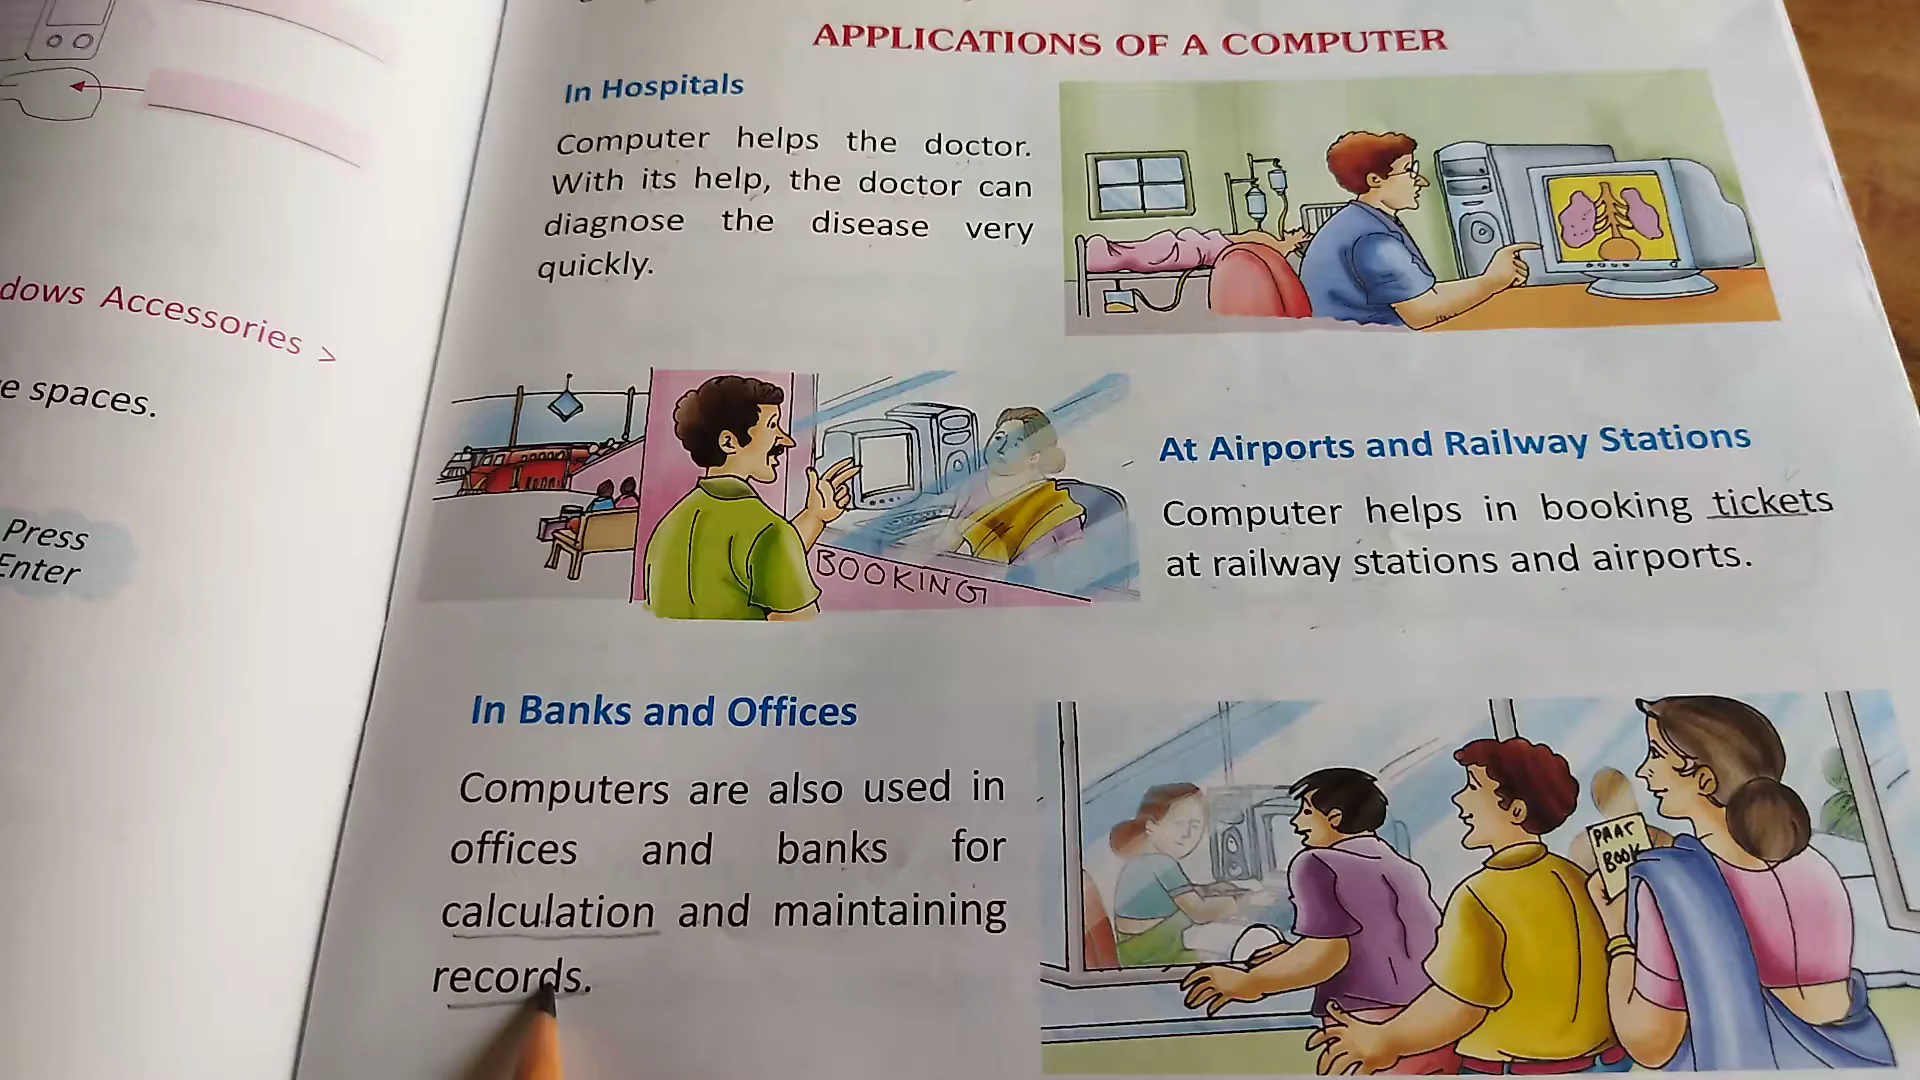 dows Accessories >
e spaces.
Press
Enter
APPLICATIONS OF A COMPUTER
In Hospitals
Computer helps the doctor.
With its help, the doctor can
diagnose the disease very
quickly.
BOOKING
At Airports and Railway Stations
Computer helps in booking tickets
at railway stations and airports.
In Banks and Offices
Computers are also used in
offices and banks for
calculation and maintaining
records.
PAAS
BOOK